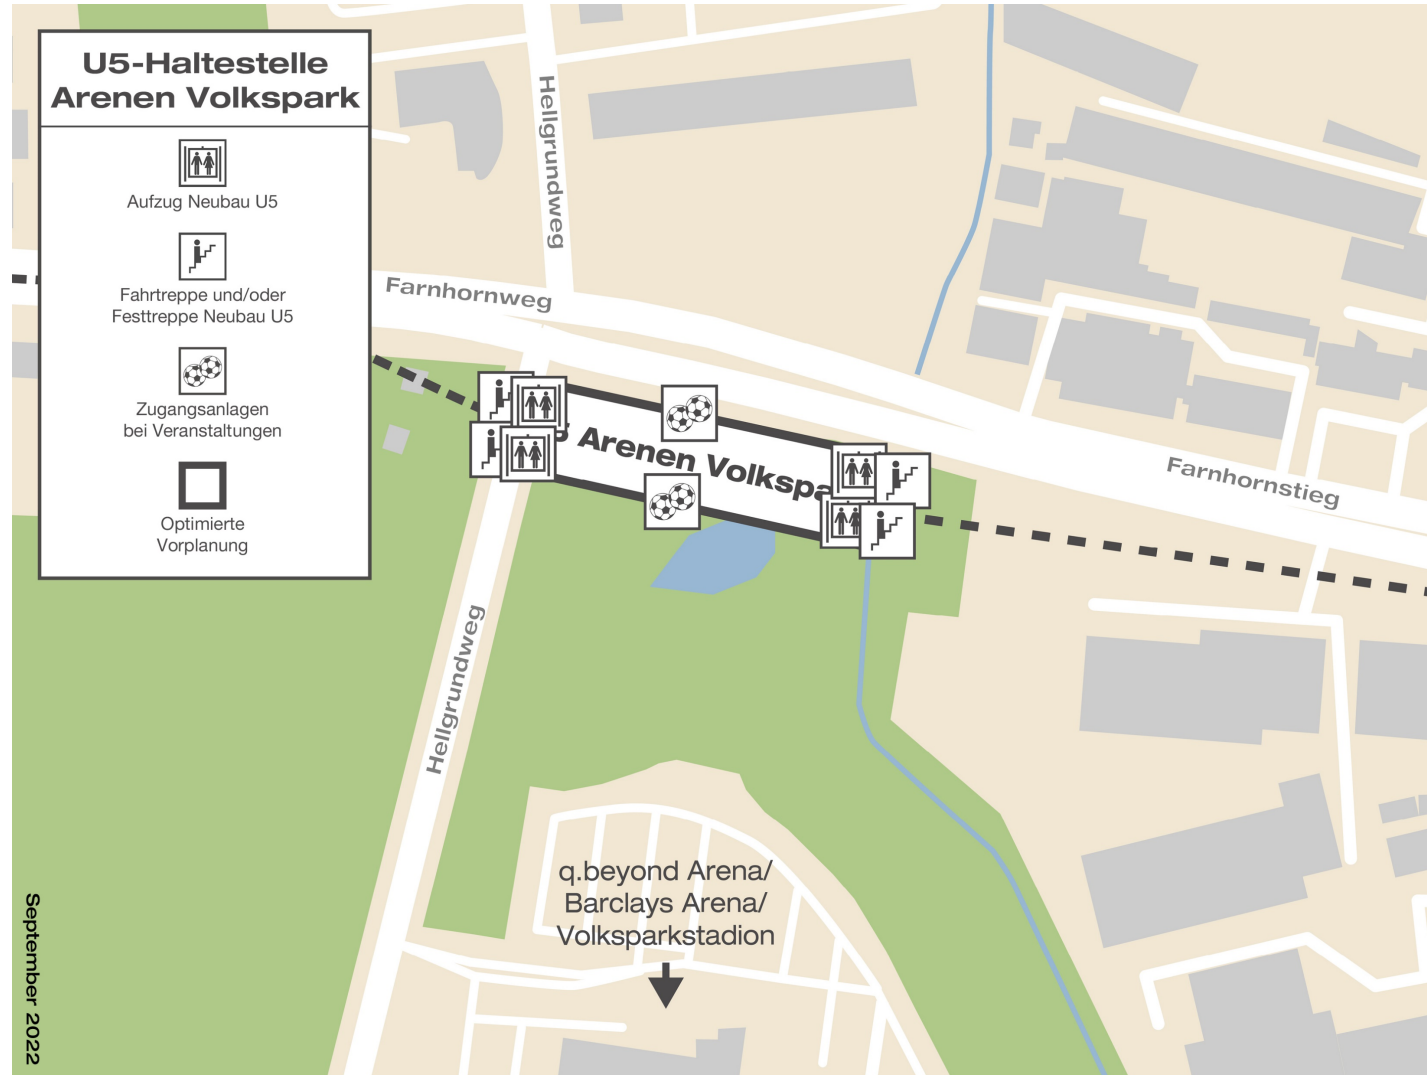 U5-Haltestelle
Arenen Volkspark
Aufzug Neubau U5
Fahrtreppe und/oder
Festtreppe Neubau U5
Zugangsanlagen
bei Veranstaltungen
Optimierte
Vorplanung
Hellgrundweg
Farnhornweg
Arenen Volkspa
Farnhornstieg
Hellgrundweg
q.beyond Arena/
Barclays Arena/
Volksparkstadion
September 2022